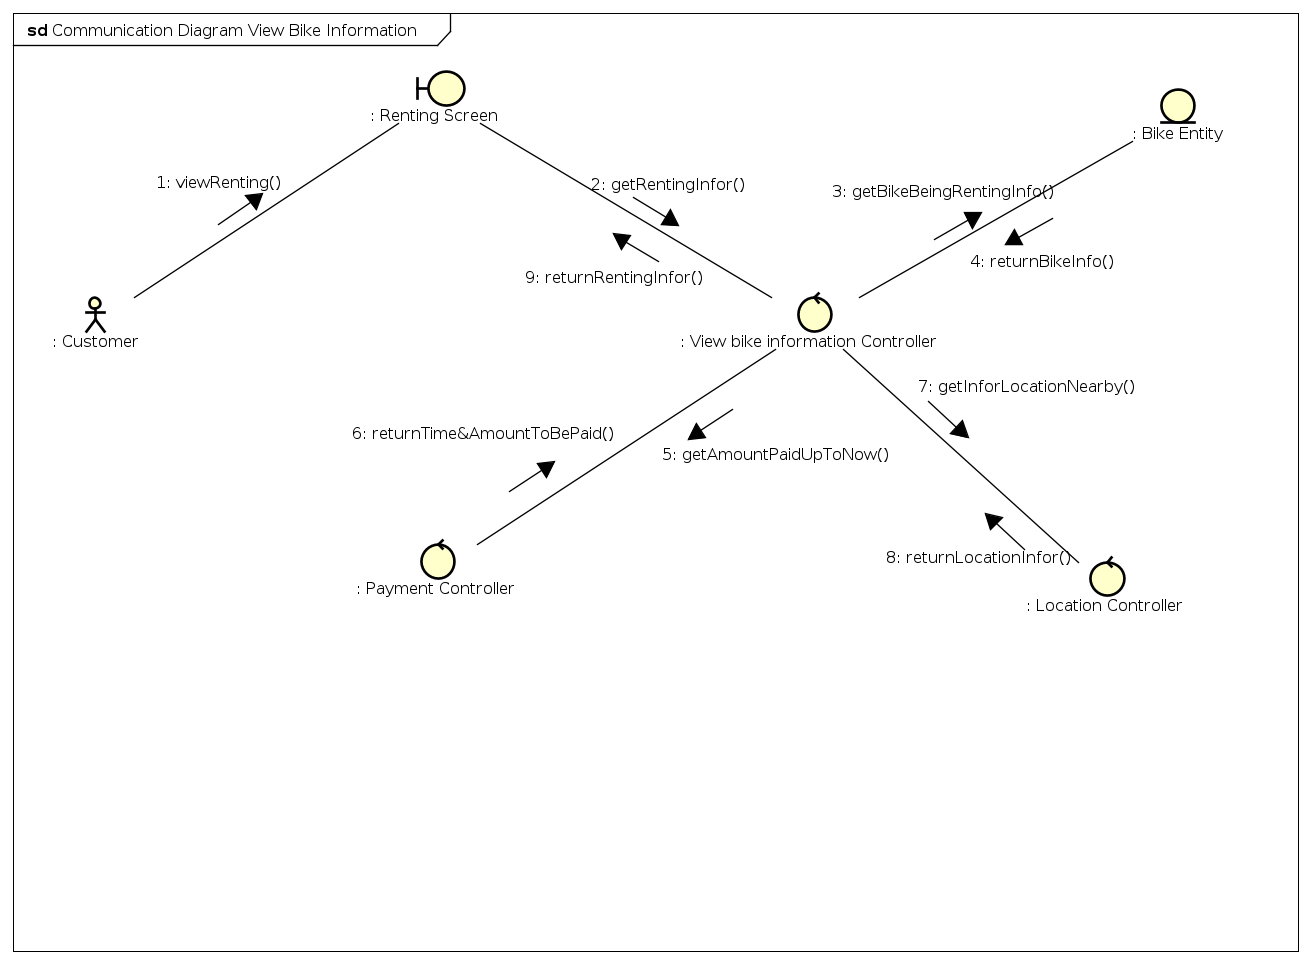 sd Communication Diagram View Bike Information
: Renting Screen
: Bike Entity
1: viewRenting()
2: getRentingInfor()
3: getBikeBeingRentingInfo()
4: returnBikeInfo()
9: returnRentingInfor()
: Customer
: View bike information Controller
7: getInforLocationNearby()
6: returnTime&AmountToBePaid()
5: getAmountPaidUpToNow()
8: returnLocationInfor()
: Payment Controller
: Location Controller